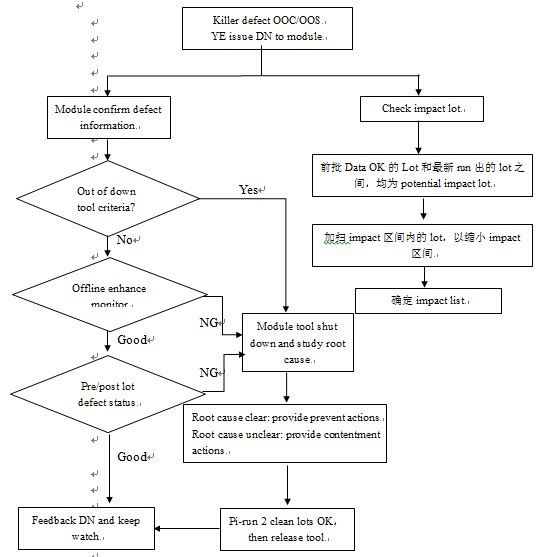 Killer defect OOC/OOS.
YE issue DN to module.
Module confirm defect
information.
Check impact lot.
Out of down
tool criteria?
Yes
前批 Data OK 的 Lot 和最新 run 出的 lot 之
间，均为 potential impact lot.
No
加扫 impact 区间内的 lot，以缩小 impact
区间.
Offline enhance
monitor
确定 impact list.
NG
Good
Module tool shut
down and study root
cause.
NG
Pre/post lot
defect status.
Root cause clear: provide prevent actions.
Root cause unclear: provide contentment
actions.
Good
Feedback DN and keep
watch.
Pi-run 2 clean lots OK,
then release tool.